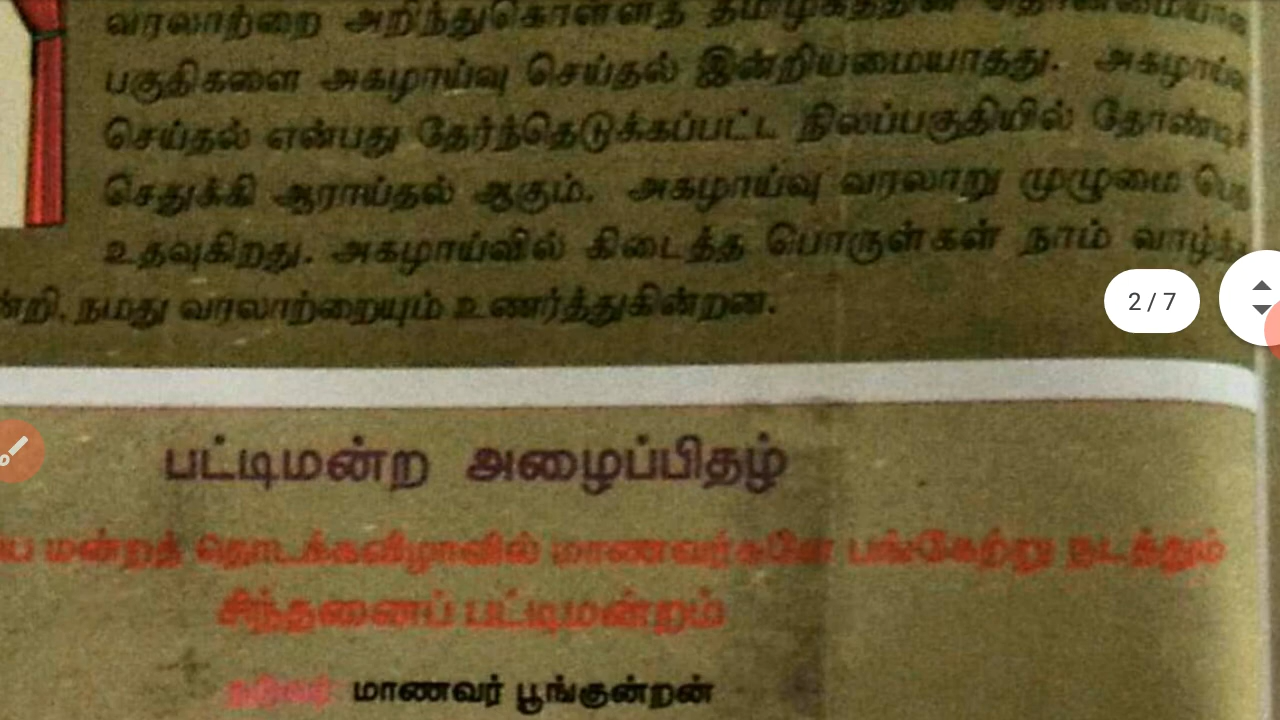 வரலாற்றை அறிந்துகொள்ளத் தமிழகத்தின் தொன்மையான
பகுதிகளை அகழாய்வு செய்தல் இன்றியமையாதது. அகழாய்வு
செய்தல் என்பது தேர்ந்தெடுக்கப்பட்ட நிலப்பகுதியில்
செதுக்கி ஆராய்தல் ஆகும். அகழாய்வு வரலாறு முழுமை
உதவுகிறது. அகழாய்வில் கிடைத்த பொருள்கள் நாம்
நமது வரலாற்றையும் உணர்த்துகின்றன.
2 / 7
பட்டிமன்ற அழைப்பிதழ்
மன்றத் தொடக்கவிழாவில் மாணவர்களே பங்கேற்று நடத்தும்
சிந்தனைப் பட்டிமன்றம்
நடுவர் மாணவர் பூங்குன்றன்